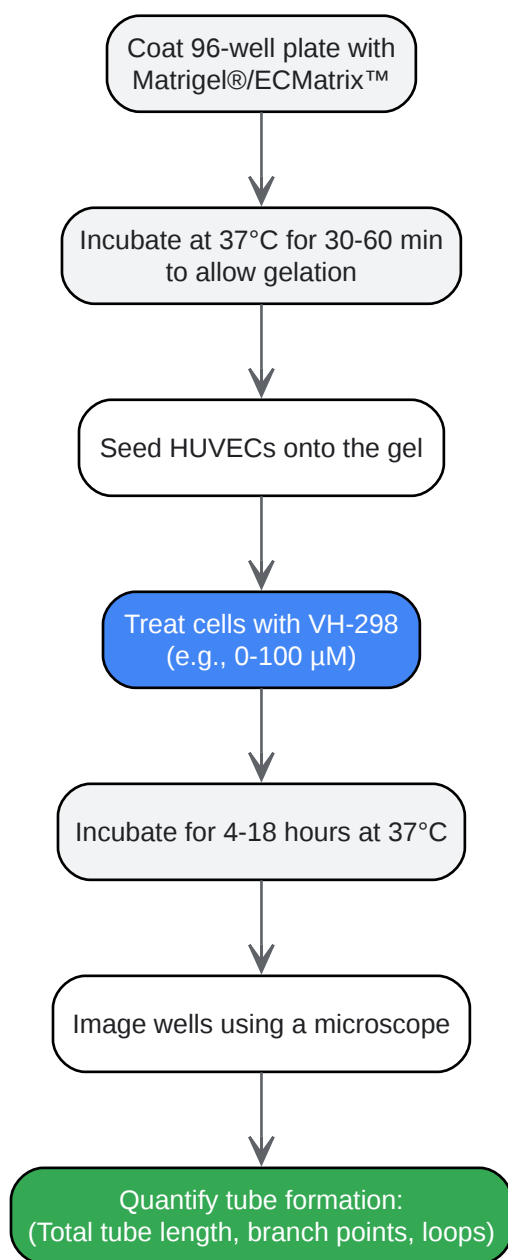 Coat 96-well plate with
Matrigel®/ECMatrix™
Incubate at 37°C for 30-60 min
to allow gelation
Seed HUVECs onto the gel
Treat cells with VH-298
(e.g., 0-100 µM)
Incubate for 4-18 hours at 37°C
Image wells using a microscope
Quantify tube formation:
(Total tube length, branch points, loops)